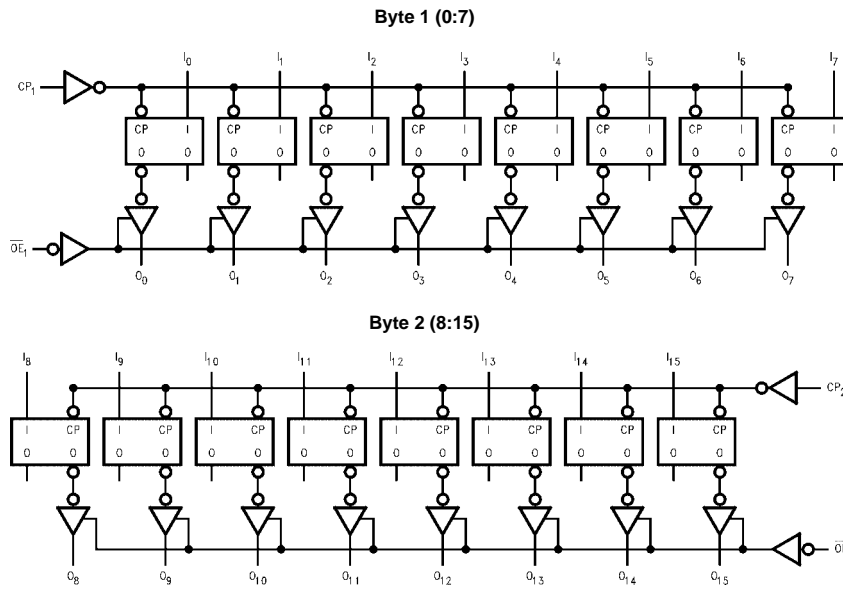 Byte 1 (0:7)
I0 I1 I2 I3 I4 I5 I6 I7
CP1
CP I CP I CP I CP I CP I CP I CP I CP I
O O O O O O O O O O O O O O O O
OE1
O0 O1 O2 O3 O4 O5 O6 O7
Byte 2 (8:15)
I8 I9 I10 I11 I12 I13 I14 I15
CP2
I CP I CP I CP I CP I CP I CP I CP I CP
O O O O O O O O O O O O O O O O
O8 O9 O10 O11 O12 O13 O14 O15